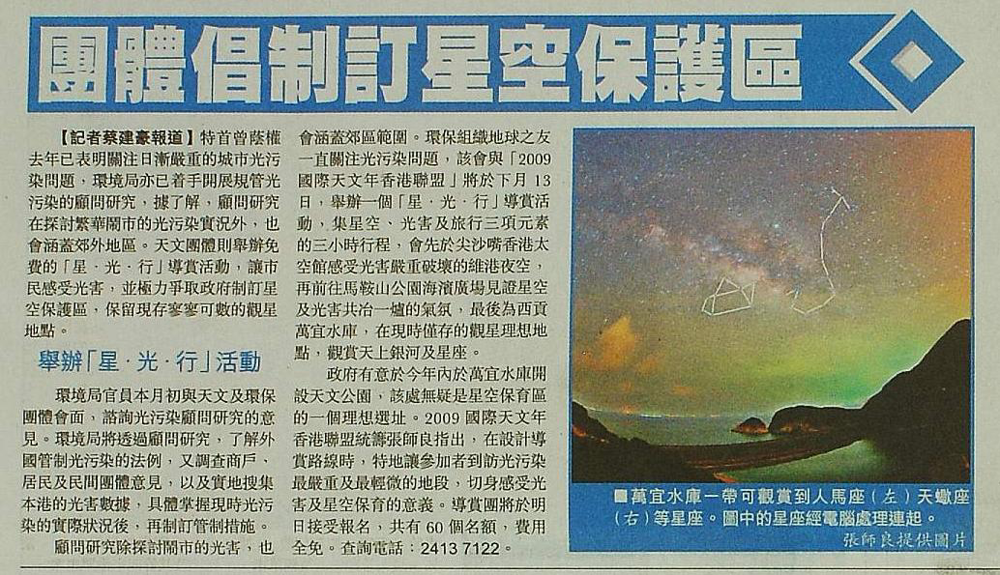 團體倡制訂星空保護區
【記者蔡建豪報道】特首曾蔭權
去年已表明關注日漸嚴重的城市光污
染問題，環境局亦已着手開展規管光
污染的顧問研究，據了解，顧問研究
在探討繁華鬧市的光污染實況外，也
會涵蓋郊外地區。天文團體則舉辦免
費的「星‧光‧行」導賞活動，讓市
民感受光害，並極力爭取政府制訂星
空保護區，保留現存寥寥可數的觀星
地點。
舉辦「星‧光‧行」活動
環境局官員本月初與天文及環保
團體會面，諮詢光污染顧問研究的意
見。環境局將透過顧問研究，了解外
國管制光污染的法例，又調查商戶、
居民及民間團體意見，以及實地搜集
本港的光害數據，具體掌握現時光污
染的實際狀況後，再制訂管制措施。
顧問研究除探討鬧市的光害，也
會涵蓋郊區範圍。環保組織地球之友
一直關注光污染問題，該會與「2009
國際天文年香港聯盟」將於下月 13
日，舉辦一個「星‧光‧行」導賞活
動，集星空、光害及旅行三項元素
的三小時行程，會先於尖沙嘴香港太
空館感受光害嚴重破壞的維港夜空，
再前往馬鞍山公園海濱廣場見證星空
及光害共冶一爐的氣氛，最後為西貢
萬宜水庫，在現時僅存的觀星理想地
點，觀賞天上銀河及星座。
政府有意於今年內於萬宜水庫開
設天文公園，該處無疑是星空保育區
的一個理想選址。2009 國際天文年
香港聯盟統籌張師良指出，在設計導
賞路線時，特地讓參加者到訪光污染
最嚴重及最輕微的地段，切身感受光
害及星空保育的意義。導賞團將於明
日接受報名，共有 60 個名額，費用
全免。查詢電話：2413 7122。
■萬宜水庫一帶可觀賞到人馬座（左）天蠍座
（右）等星座。圖中的星座經電腦處理連起。
張師良提供圖片